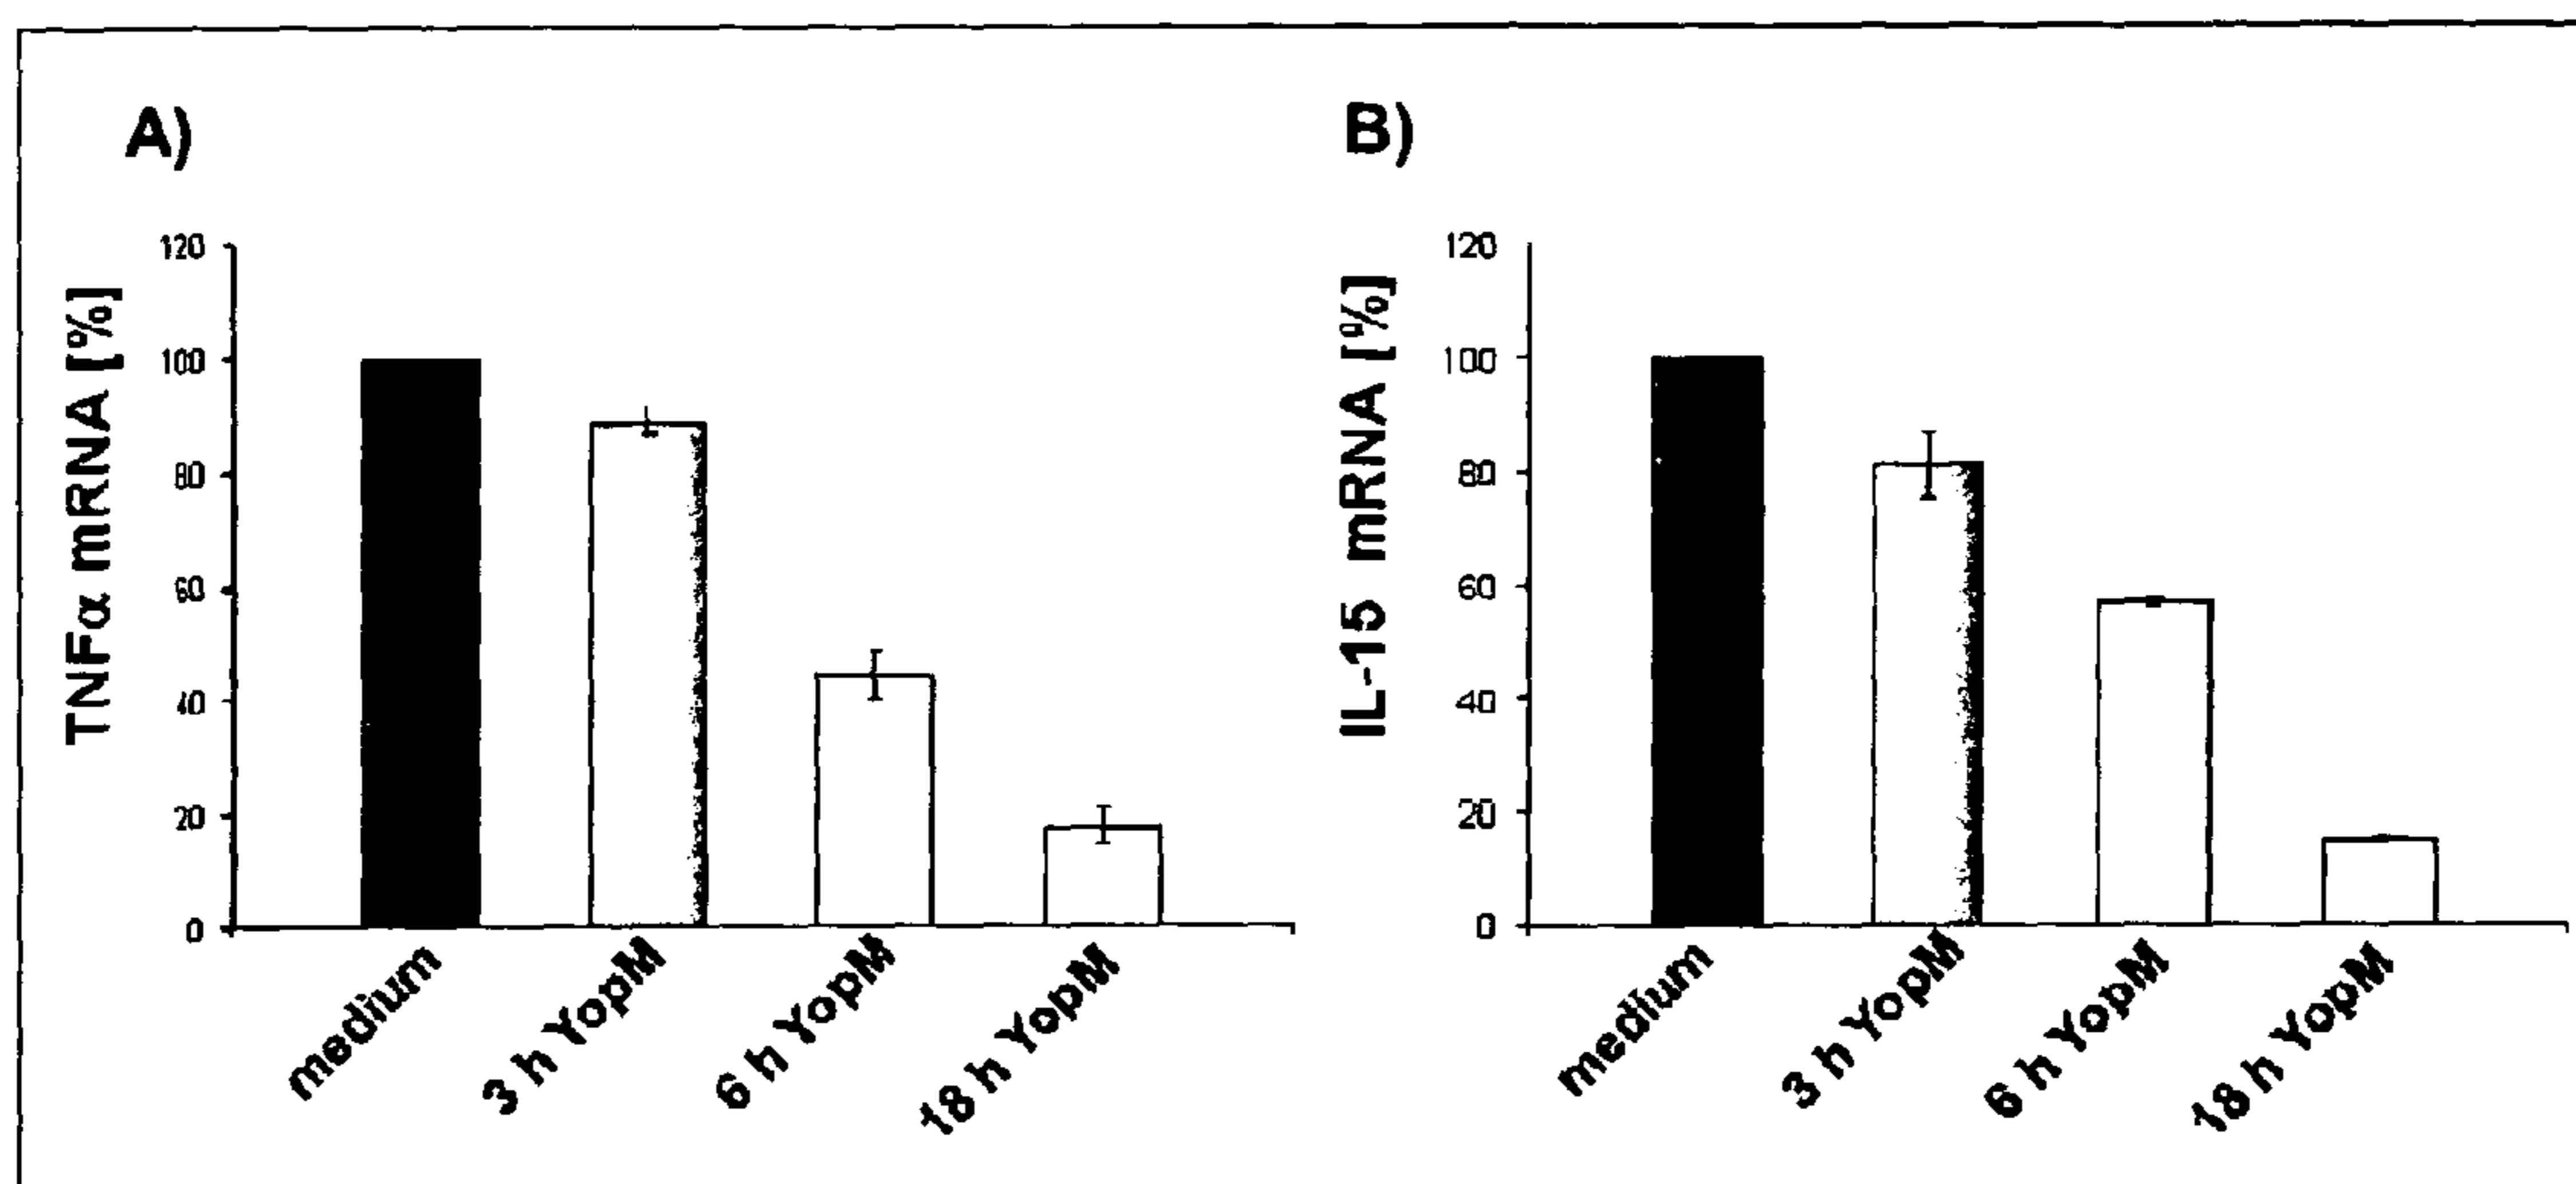 A)
TNFα mRNA [%]
120
100
80
60
40
20
0
medium
3 h YopM
6 h YopM
18 h YopM
B)
IL-15 mRNA [%]
120
100
80
60
40
20
0
medium
3 h YopM
6 h YopM
18 h YopM